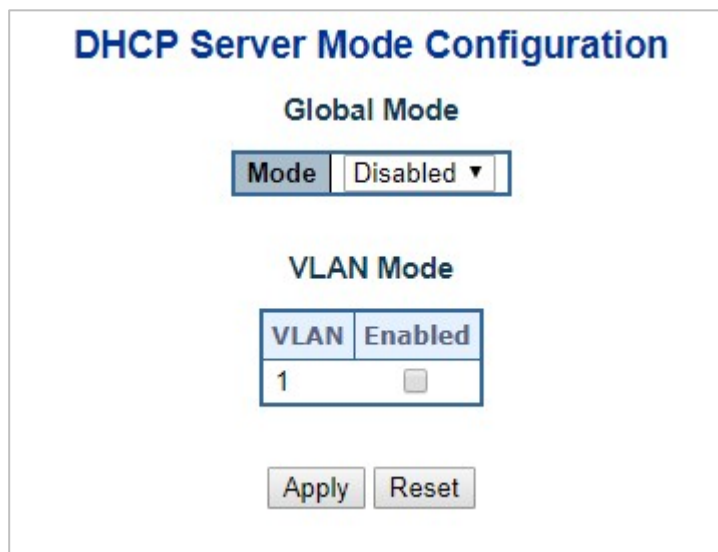 DHCP Server Mode Configuration
Global Mode
Mode Disabled
VLAN Mode
VLAN Enabled
1
Apply Reset